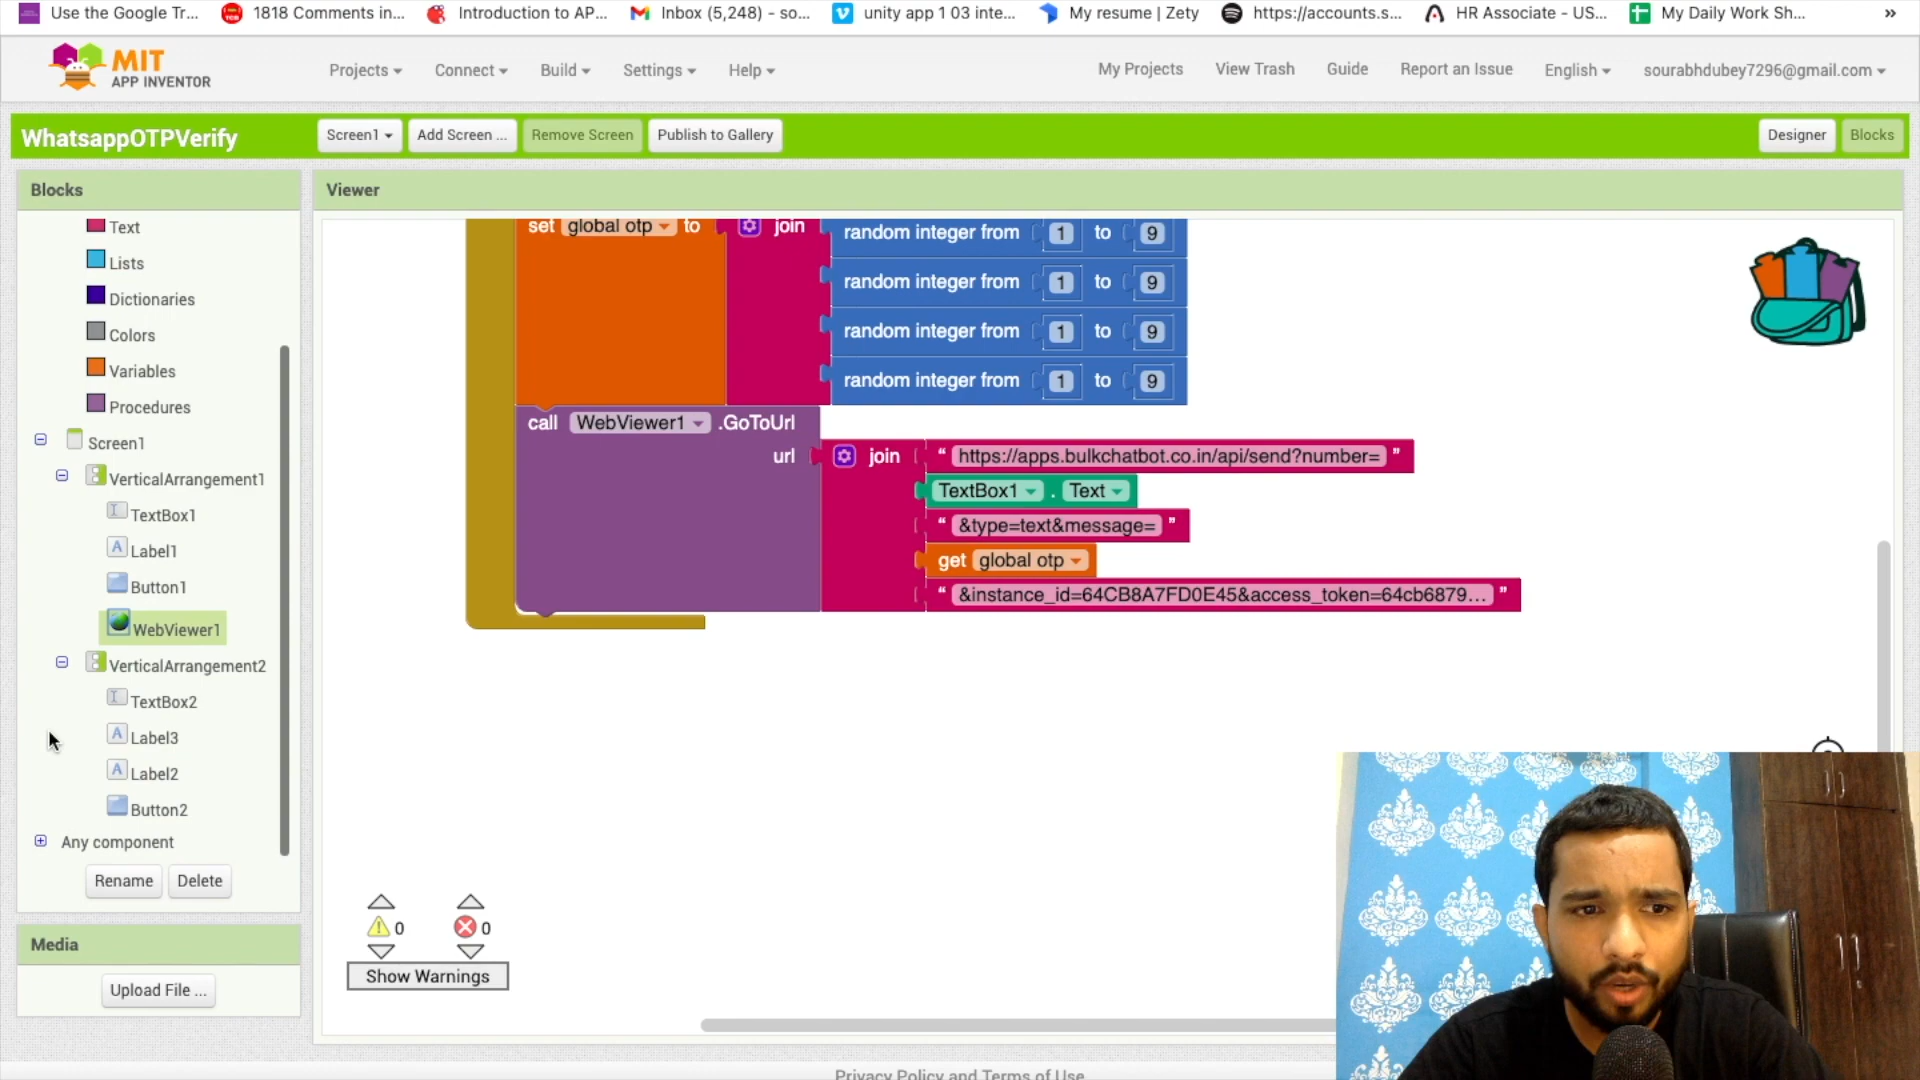 Use the Google Tr... 1818 Comments in... Introduction to AP... Inbox (5,248) - so... unity app 1 03 inte... My resume | Zety https://accounts.s... HR Associate - US... My Daily Work Sh... »
MIT
APP INVENTOR
Projects Connect Build Settings Help My Projects View Trash Guide Report an Issue English sourabhdubey7296@gmail.com
WhatsappOTPVerify Screen1 Add Screen ... Remove Screen Publish to Gallery Designer Blocks
Blocks
Text
Lists
Dictionaries
Colors
Variables
Procedures
Screen1
VerticalArrangement1
TextBox1
Label1
Button1
WebViewer1
VerticalArrangement2
TextBox2
Label3
Label2
Button2
Any component
Rename Delete
Media
Upload File ...
Viewer
set global otp to join random integer from 1 to 9
random integer from 1 to 9
random integer from 1 to 9
random integer from 1 to 9
call WebViewer1 .GoToUrl
url join " https://apps.bulkchatbot.co.in/api/send?number= "
TextBox1 . Text
" &type=text&message= "
get global otp
" &instance_id=64CB8A7FD0E45&access_token=64cb6879... "
0 0
Show Warnings
Privacy Policy and Terms of Use